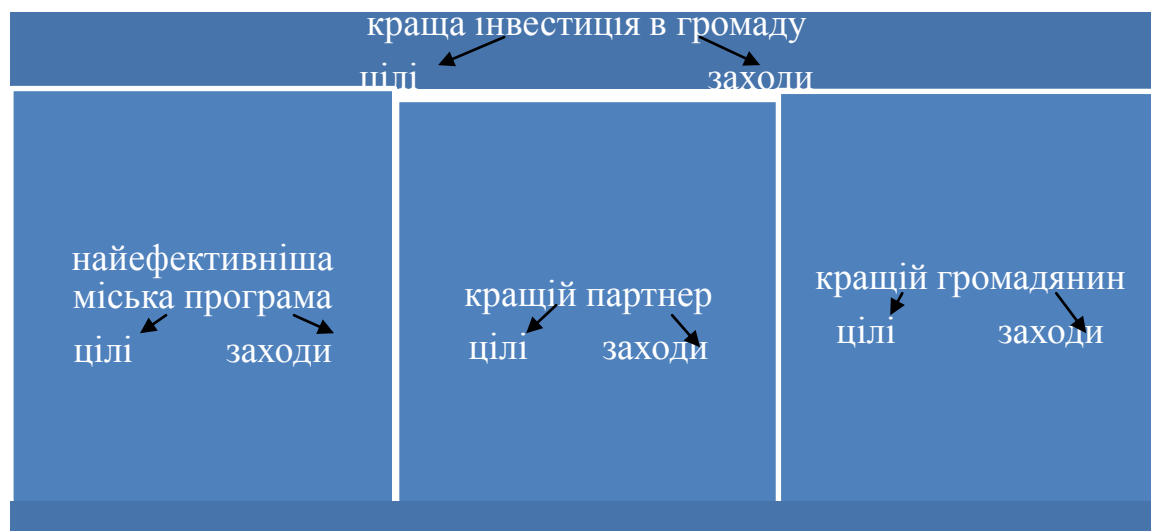 краща інвестиція в громаду
цілі заходи
найефективніша
міська програма
цілі заходи
кращій партнер
цілі заходи
кращій громадянин
цілі заходи